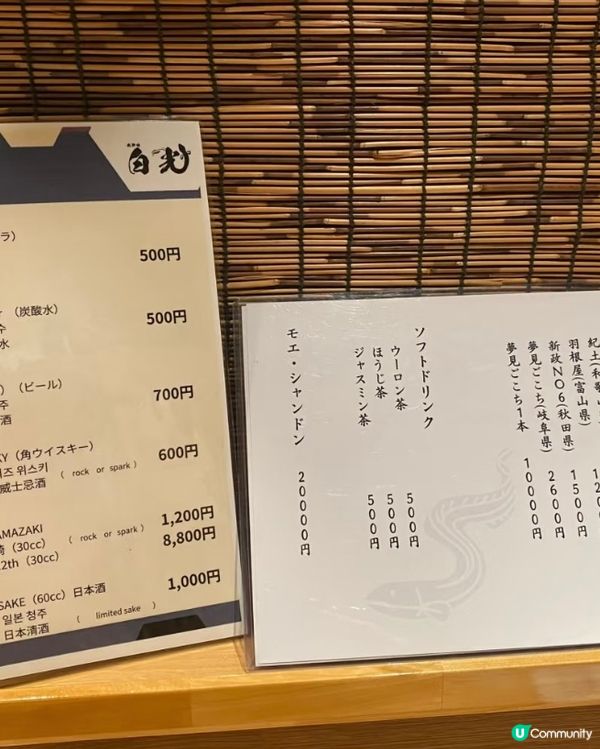 白光
ラ）
500円
（炭酸水）
500円
수
水
（ビール）
700円
주
酒
KY（角ウイスキー）
600円
위스키
( rock or spark )
威士忌酒
AMAZAKI
1,200円
（30cc）
( rock or spark )
8,800円
2th（30cc）
SAKE（60cc）日本酒
1,000円
일본 청주
( limited sake )
日本清酒
紀土(和歌
羽根屋(富山県) 120
新政NO6(秋田県) 1500円
夢見ごこち(岐阜県) 2600円
夢見ごこち1本 10000円
ソフトドリンク
ウーロン茶 500円
ほうじ茶 500円
ジャスミン茶 500円
モエ・シャンドン 20000円
U Community